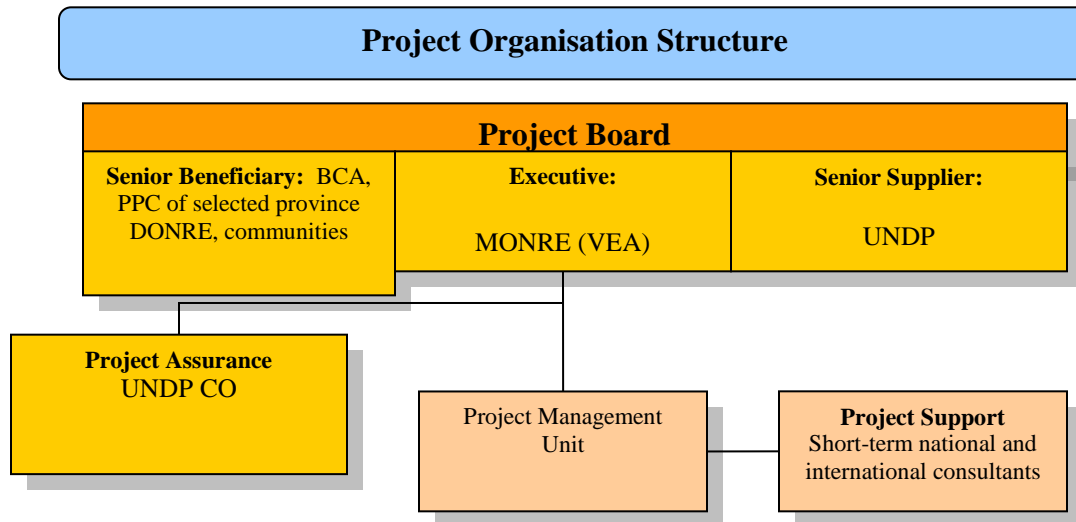 Project Organisation Structure
Project Board
Senior Beneficiary: BCA,
PPC of selected province
DONRE, communities
Executive:
MONRE (VEA)
Senior Supplier:
UNDP
Project Assurance
UNDP CO
Project Management
Unit
Project Support
Short-term national and
international consultants